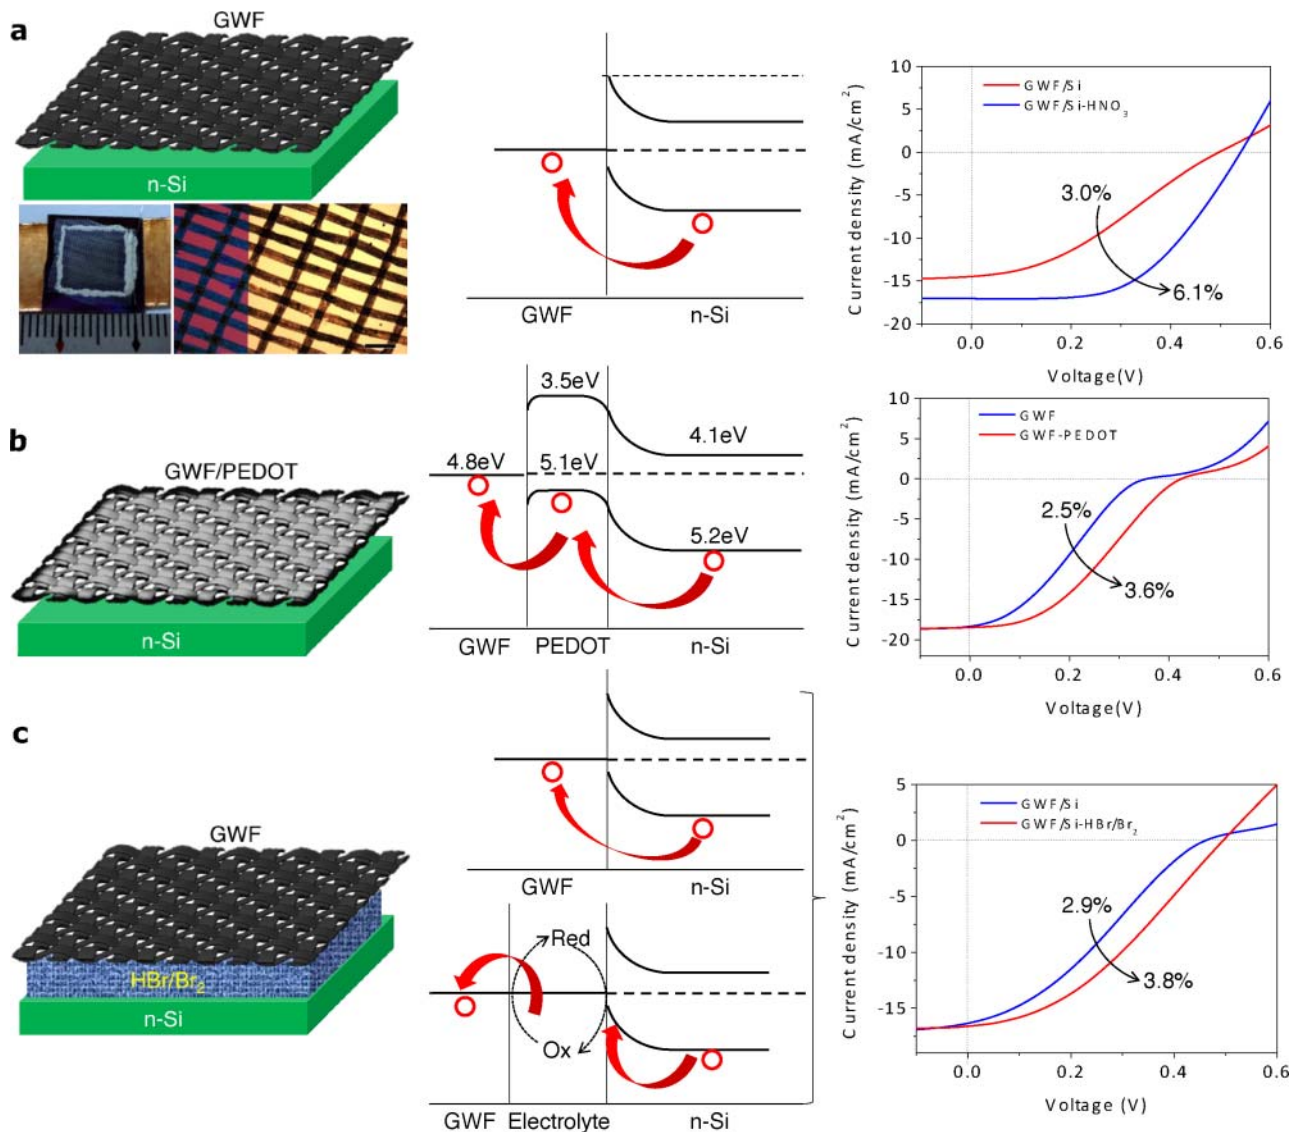 a
GWF
n-Si
GWF
n-Si
10
5
0
-5
-10
-15
-20
Current density (mA/cm²)
GWF/Si
GWF/Si-HNO₃
3.0%
6.1%
0.0
0.2
0.4
0.6
Voltage(V)
b
GWF/PEDOT
n-Si
3.5eV
4.1eV
4.8eV
5.1eV
5.2eV
GWF
PEDOT
n-Si
10
5
0
-5
-10
-15
-20
Current density (mA/cm²)
GWF
GWF-PEDOT
2.5%
3.6%
0.0
0.2
0.4
0.6
Voltage(V)
c
GWF
HBr/Br₂
n-Si
GWF
n-Si
Red
Ox
GWF
Electrolyte
n-Si
5
0
-5
-10
-15
Current density (mA/cm²)
GWF/Si
GWF/Si-HBr/Br₂
2.9%
3.8%
0.0
0.2
0.4
0.6
Voltage (V)